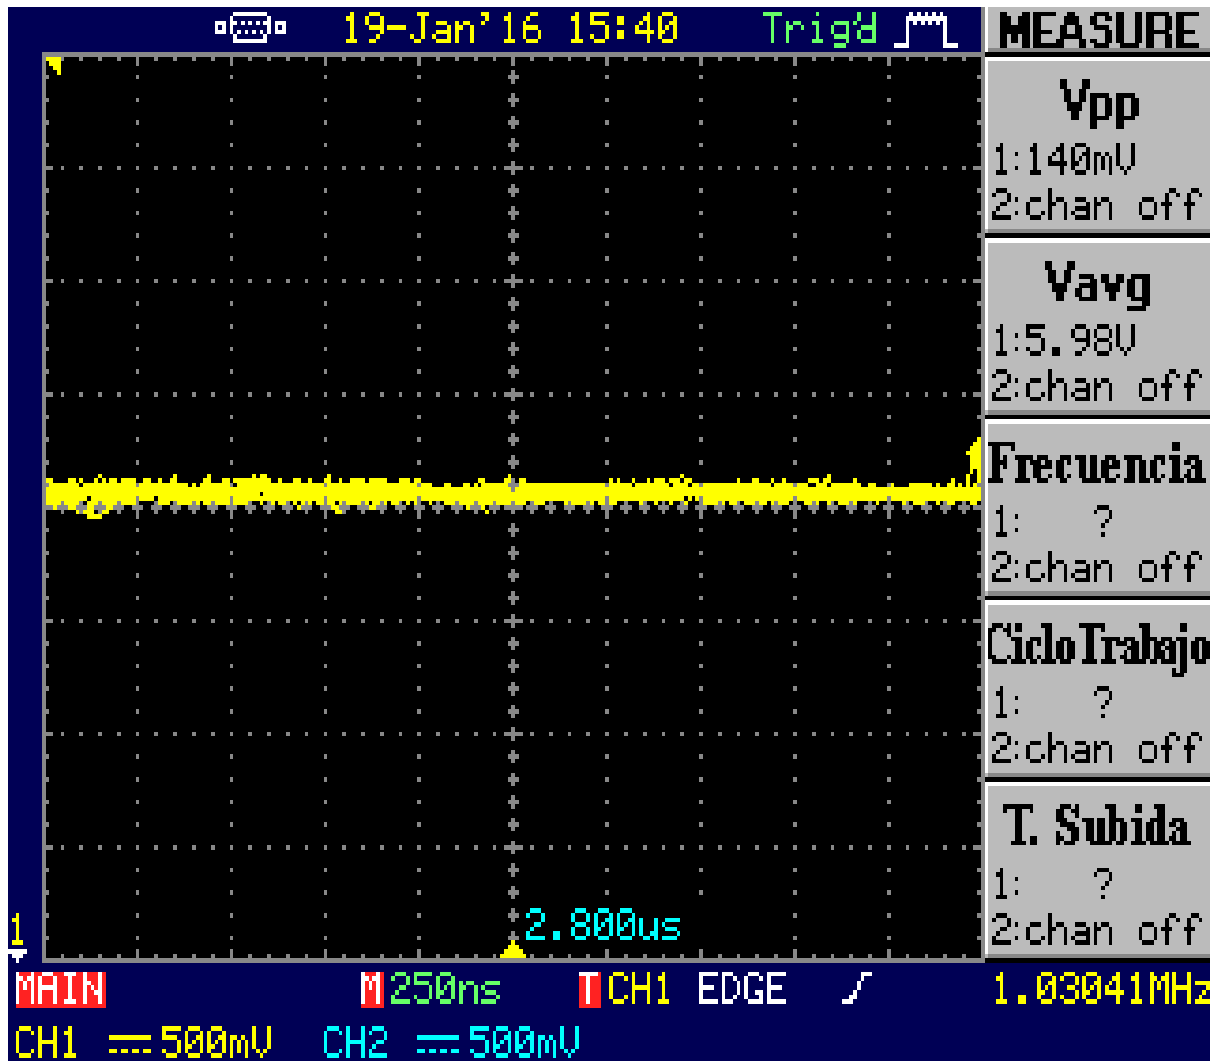 19-Jan'16 15:40 Trig'd MEASURE
Vpp
1:140mV
2:chan off
Vavg
1:5.98V
2:chan off
Frecuencia
1: ?
2:chan off
CicloTrabajo
1: ?
2:chan off
T. Subida
1: ?
2:chan off
1
2.800us
MAIN M 250ns T CH1 EDGE 1.03041MHz
CH1 500mV CH2 500mV